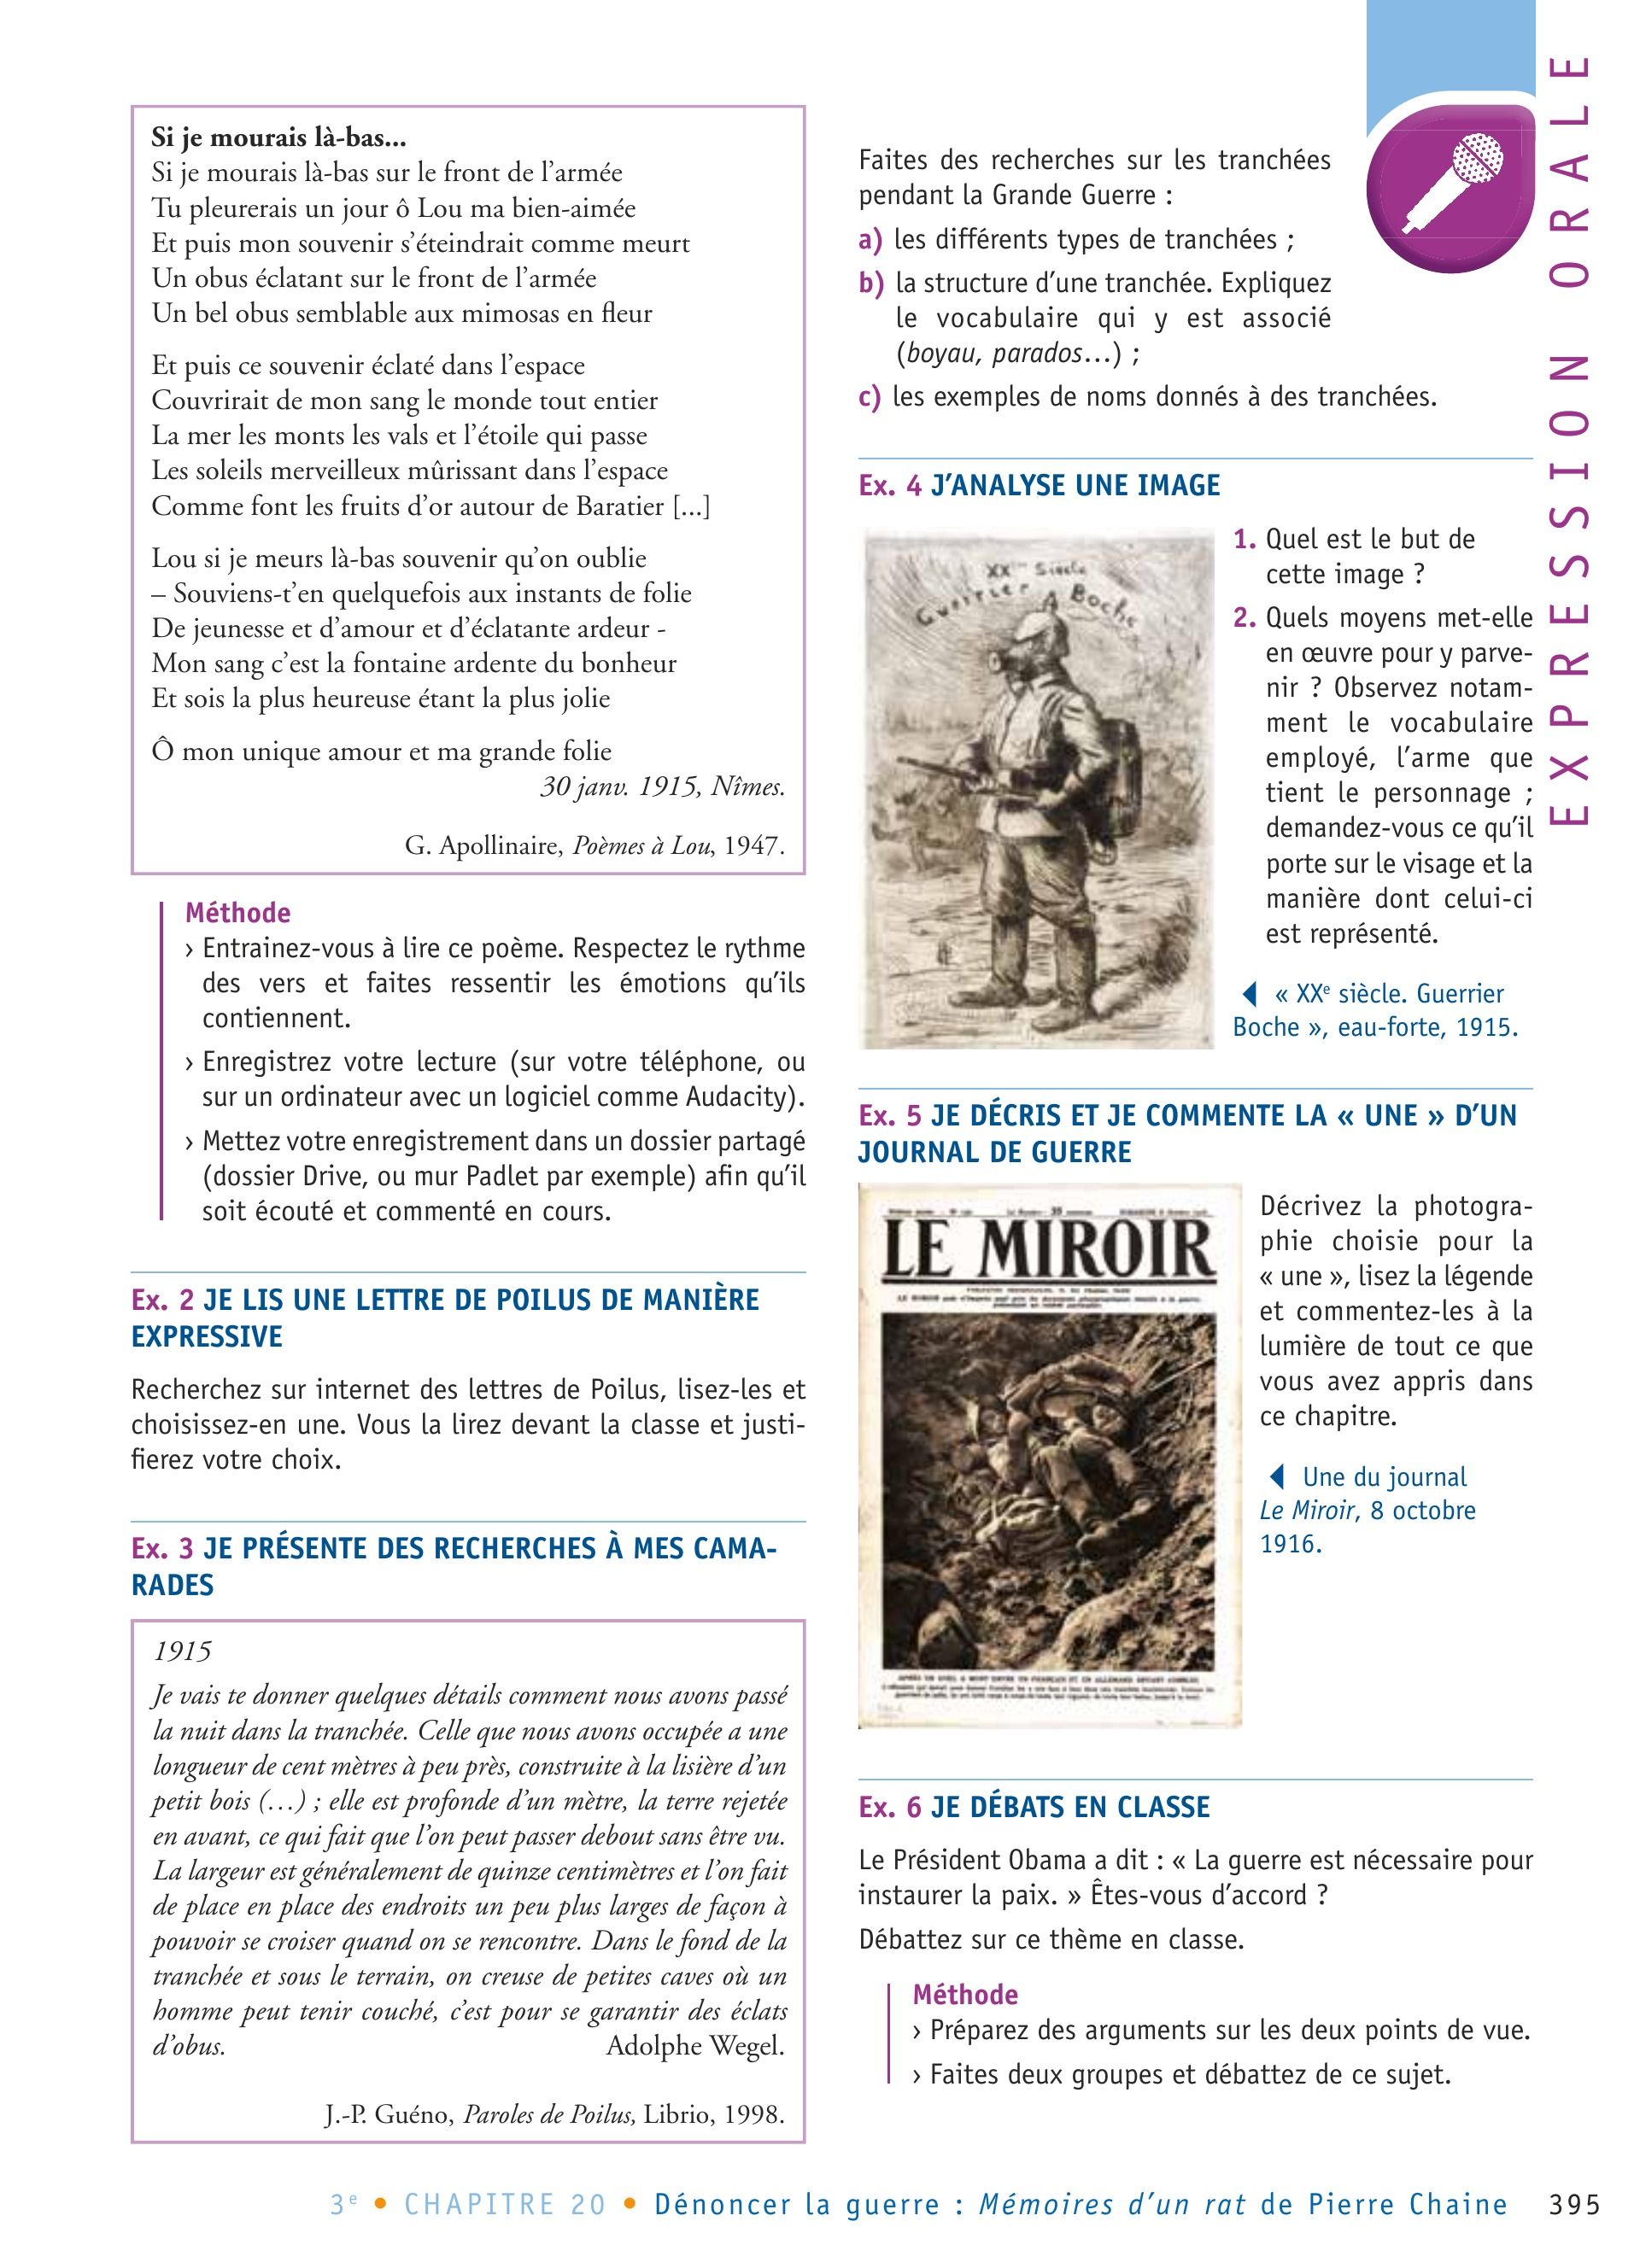 Si je mourais là-bas...
Si je mourais là-bas sur le front de l'armée
Tu pleurerais un jour ô Lou ma bien-aimée
Et puis mon souvenir s'éteindrait comme meurt
Un obus éclatant sur le front de l'armée
Un bel obus semblable aux mimosas en fleur
Et puis ce souvenir éclaté dans l'espace
Couvrirait de mon sang le monde tout entier
La mer les monts les vals et l'étoile qui passe
Les soleils merveilleux mûrissant dans l'espace
Comme font les fruits d'or autour de Baratier [...]
Lou si je meurs là-bas souvenir qu'on oublie
– Souviens-t'en quelquefois aux instants de folie
De jeunesse et d'amour et d'éclatante ardeur -
Mon sang c'est la fontaine ardente du bonheur
Et sois la plus heureuse étant la plus jolie
Ô mon unique amour et ma grande folie
30 janv. 1915, Nîmes.
G. Apollinaire, Poèmes à Lou, 1947.
Méthode
› Entrainez-vous à lire ce poème. Respectez le rythme
des vers et faites ressentir les émotions qu'ils
contiennent.
› Enregistrez votre lecture (sur votre téléphone, ou
sur un ordinateur avec un logiciel comme Audacity).
› Mettez votre enregistrement dans un dossier partagé
(dossier Drive, ou mur Padlet par exemple) afin qu'il
soit écouté et commenté en cours.
Ex. 2 JE LIS UNE LETTRE DE POILUS DE MANIÈRE
EXPRESSIVE
Recherchez sur internet des lettres de Poilus, lisez-les et
choisissez-en une. Vous la lirez devant la classe et justi-
fierez votre choix.
Ex. 3 JE PRÉSENTE DES RECHERCHES À MES CAMA-
RADES
1915
Je vais te donner quelques détails comment nous avons passé
la nuit dans la tranchée. Celle que nous avons occupée a une
longueur de cent mètres à peu près, construite à la lisière d'un
petit bois (…) ; elle est profonde d'un mètre, la terre rejetée
en avant, ce qui fait que l'on peut passer debout sans être vu.
La largeur est généralement de quinze centimètres et l'on fait
de place en place des endroits un peu plus larges de façon à
pouvoir se croiser quand on se rencontre. Dans le fond de la
tranchée et sous le terrain, on creuse de petites caves où un
homme peut tenir couché, c'est pour se garantir des éclats
d'obus. Adolphe Wegel.
J.-P. Guéno, Paroles de Poilus, Librio, 1998.
Faites des recherches sur les tranchées
pendant la Grande Guerre :
a) les différents types de tranchées ;
b) la structure d'une tranchée. Expliquez
le vocabulaire qui y est associé
(boyau, parados…) ;
c) les exemples de noms donnés à des tranchées.
Ex. 4 J'ANALYSE UNE IMAGE
XXme Siècle
Guerrier Boche
1. Quel est le but de
cette image ?
2. Quels moyens met-elle
en œuvre pour y parve-
nir ? Observez notam-
ment le vocabulaire
employé, l'arme que
tient le personnage ;
demandez-vous ce qu'il
porte sur le visage et la
manière dont celui-ci
est représenté.
◀ « XXe siècle. Guerrier
Boche », eau-forte, 1915.
Ex. 5 JE DÉCRIS ET JE COMMENTE LA « UNE » D'UN
JOURNAL DE GUERRE
LE MIROIR
APRÈS UN DUEL A MORT ENTRE UN FRANÇAIS ET UN ALLEMAND DEVANT COMBLES
Décrivez la photogra-
phie choisie pour la
« une », lisez la légende
et commentez-les à la
lumière de tout ce que
vous avez appris dans
ce chapitre.
◀ Une du journal
Le Miroir, 8 octobre
1916.
Ex. 6 JE DÉBATS EN CLASSE
Le Président Obama a dit : « La guerre est nécessaire pour
instaurer la paix. » Êtes-vous d'accord ?
Débattez sur ce thème en classe.
Méthode
› Préparez des arguments sur les deux points de vue.
› Faites deux groupes et débattez de ce sujet.
EXPRESSION ORALE
3e • CHAPITRE 20 • Dénoncer la guerre : Mémoires d'un rat de Pierre Chaine 395